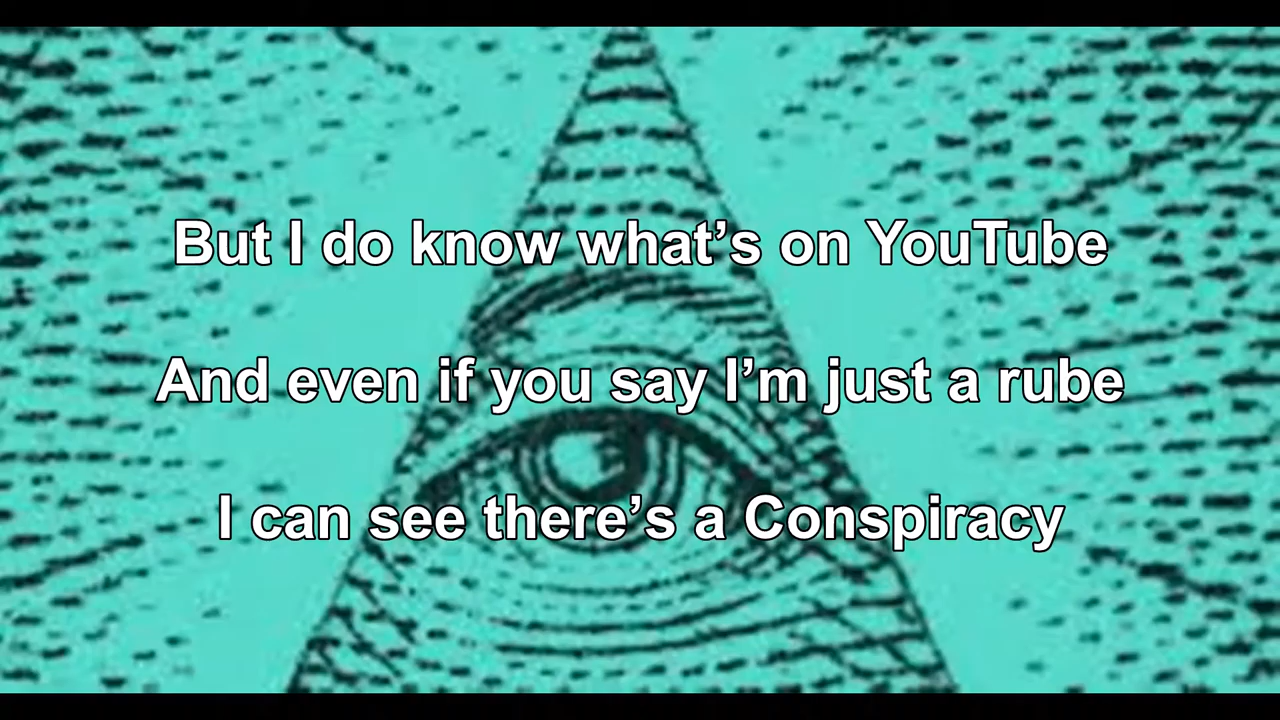 But I do know what’s on YouTube
And even if you say I’m just a rube
I can see there’s a Conspiracy